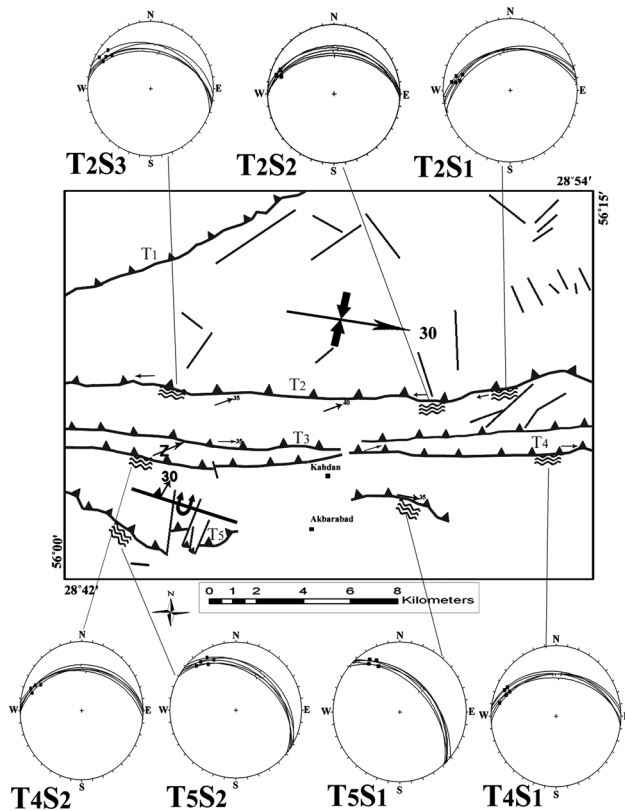 N
W
E
S
T2S3
N
W
E
S
T2S2
N
W
E
S
T2S1
28°54′
56°15′
T1
30
T2
35
40
T3
35
T4
Kahdan
30
35
T5
Akbarabad
56°00′
28°42′
N
0 1 2 4 6 8
Kilometers
N
W
E
S
T4S2
N
W
E
S
T5S2
N
W
E
S
T5S1
N
W
E
S
T4S1